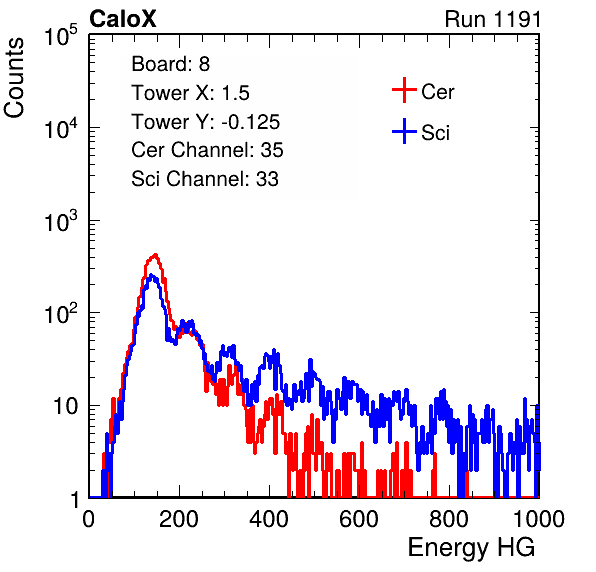 CaloX Run 1191
Counts
Board: 8
Tower X: 1.5
Tower Y: -0.125
Cer Channel: 35
Sci Channel: 33
Cer
Sci
10^5
10^4
10^3
10^2
10
1
0 200 400 600 800 1000
Energy HG